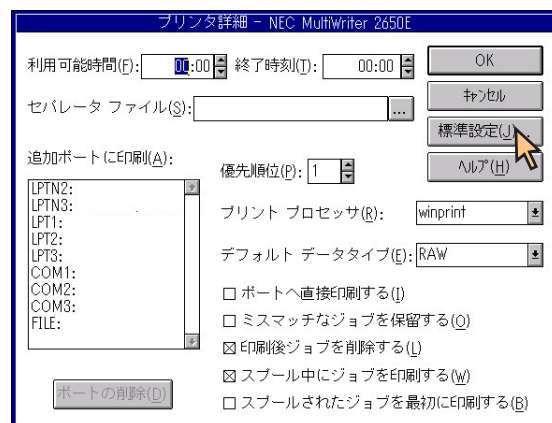 プリンタ詳細 - NEC MultiWriter 2650E
利用可能時間(F): 00:00 終了時刻(T): 00:00
OK
キャンセル
標準設定(J)...
ヘルプ(H)
セパレータ ファイル(S): ...
追加ポートに印刷(A):
LPTN2:
LPTN3:
LPT1:
LPT2:
LPT3:
COM1:
COM2:
COM3:
FILE:
ポートの削除(D)
優先順位(P): 1
プリント プロセッサ(R): winprint
デフォルト データタイプ(E): RAW
ポートへ直接印刷する(I)
ミスマッチなジョブを保留する(O)
印刷後ジョブを削除する(L)
スプール中にジョブを印刷する(W)
スプールされたジョブを最初に印刷する(B)